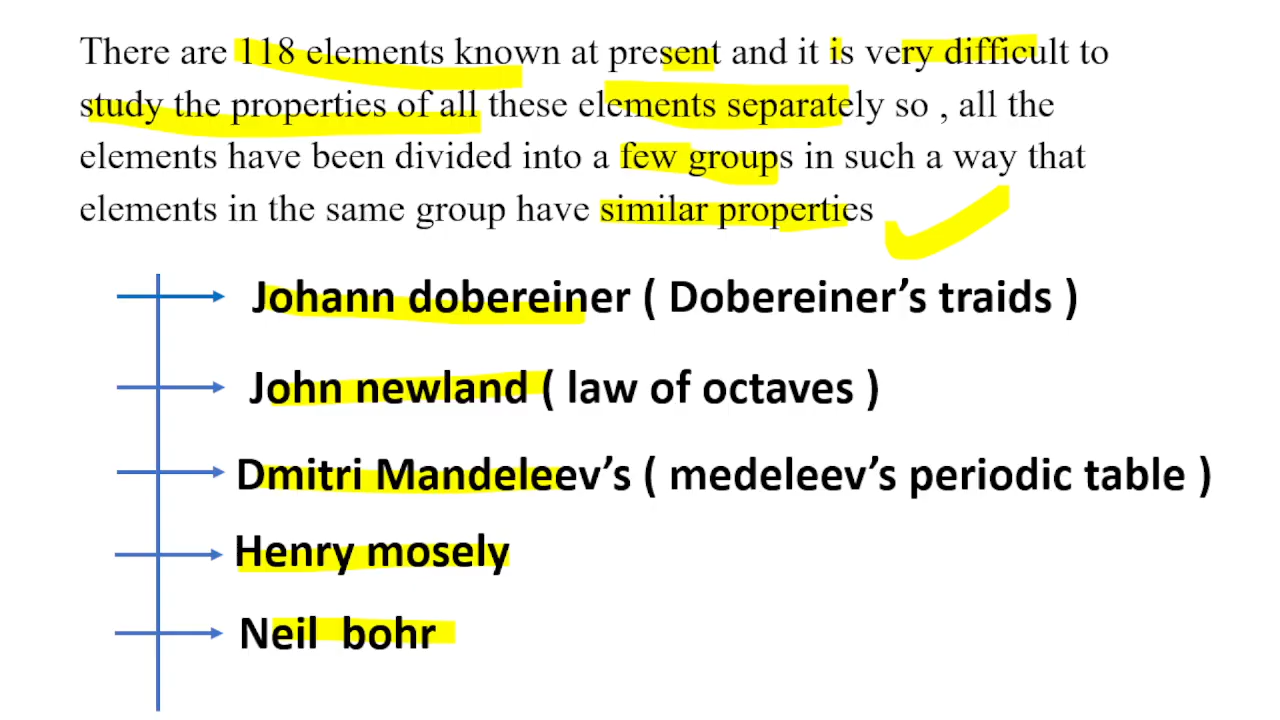 There are 118 elements known at present and it is very difficult to
study the properties of all these elements separately so , all the
elements have been divided into a few groups in such a way that
elements in the same group have similar properties
Johann dobereiner ( Dobereiner’s traids )
John newland ( law of octaves )
Dmitri Mandeleev’s ( medeleev’s periodic table )
Henry mosely
Neil bohr